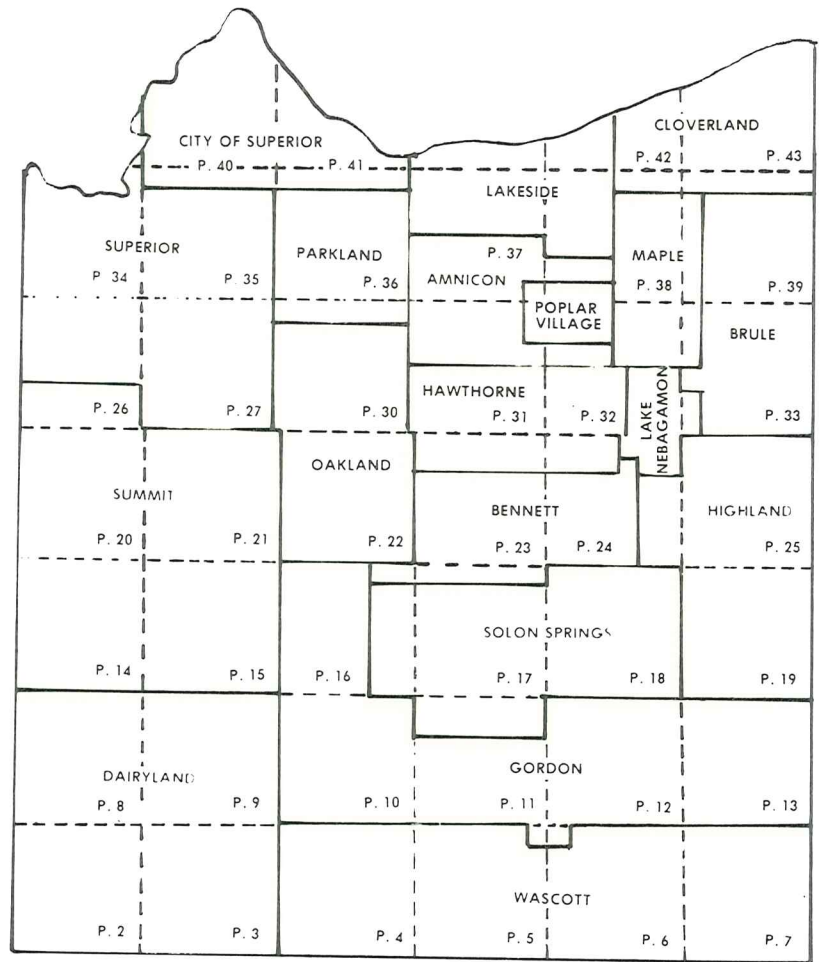 CLOVERLAND
CITY OF SUPERIOR
P. 40
P. 41
P. 42
P. 43
LAKESIDE
SUPERIOR
PARKLAND
P. 37
MAPLE
P. 34
P. 35
P. 36
AMNICON
P. 38
P. 39
POPLAR
VILLAGE
BRULE
HAWTHORNE
LAKE
NEBAGAMON
P. 26
P. 27
P. 30
P. 31
P. 32
P. 33
OAKLAND
SUMMIT
BENNETT
HIGHLAND
P. 20
P. 21
P. 22
P. 23
P. 24
P. 25
SOLON SPRINGS
P. 14
P. 15
P. 16
P. 17
P. 18
P. 19
GORDON
DAIRYLAND
P. 8
P. 9
P. 10
P. 11
P. 12
P. 13
WASCOTT
P. 2
P. 3
P. 4
P. 5
P. 6
P. 7